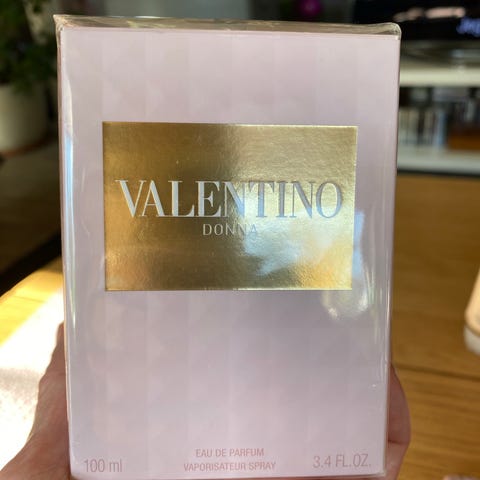 VALENTINO
DONNA
EAU DE PARFUM
100 ml VAPORISATEUR SPRAY 3.4 FL.OZ.